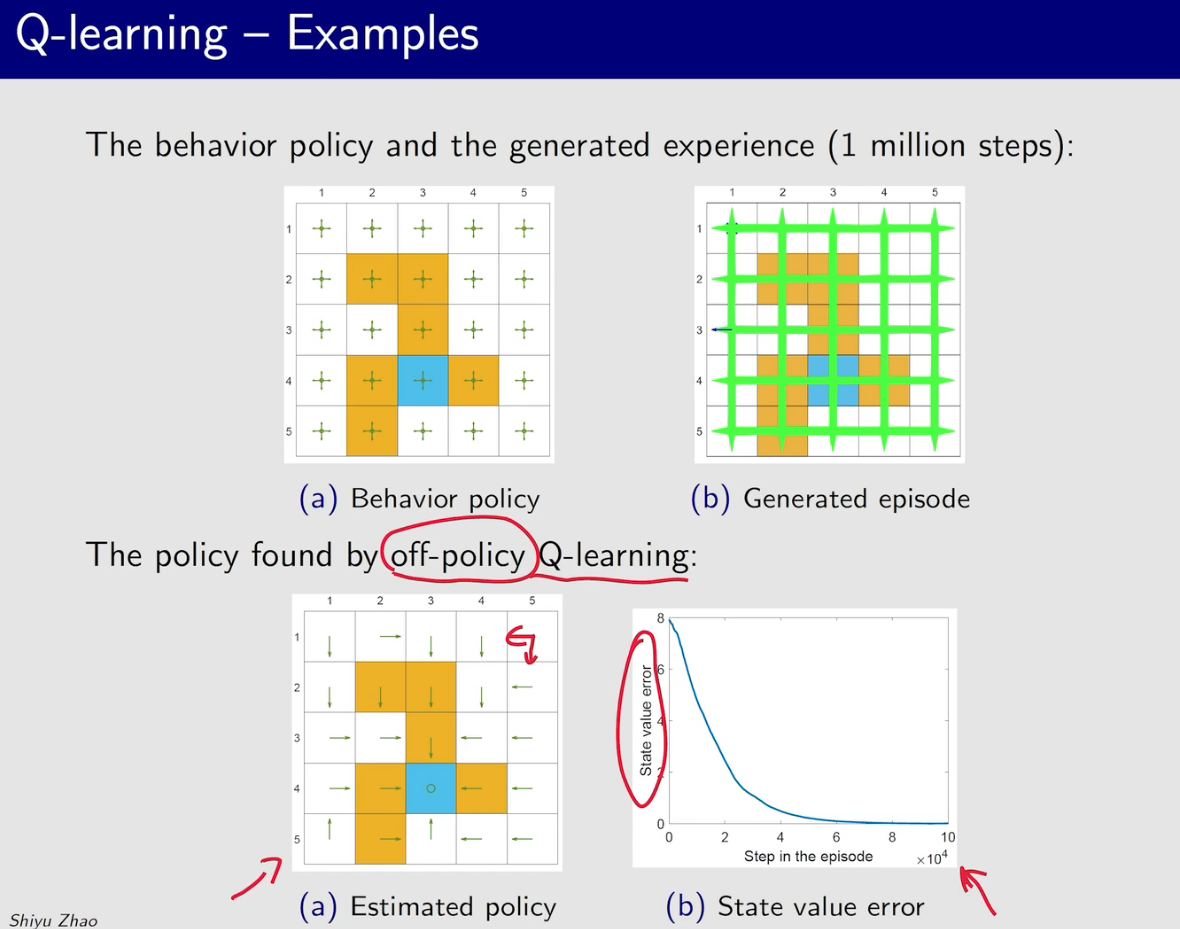 Q-learning – Examples
The behavior policy and the generated experience (1 million steps):
1 2 3 4 5
1
2
3
4
5
(a) Behavior policy
1 2 3 4 5
1
2
3
4
5
(b) Generated episode
The policy found by off-policy Q-learning:
1 2 3 4 5
1
2
3
4
5
(a) Estimated policy
State value error
8
6
4
2
0
0 2 4 6 8 10
Step in the episode
×10⁴
(b) State value error
Shiyu Zhao